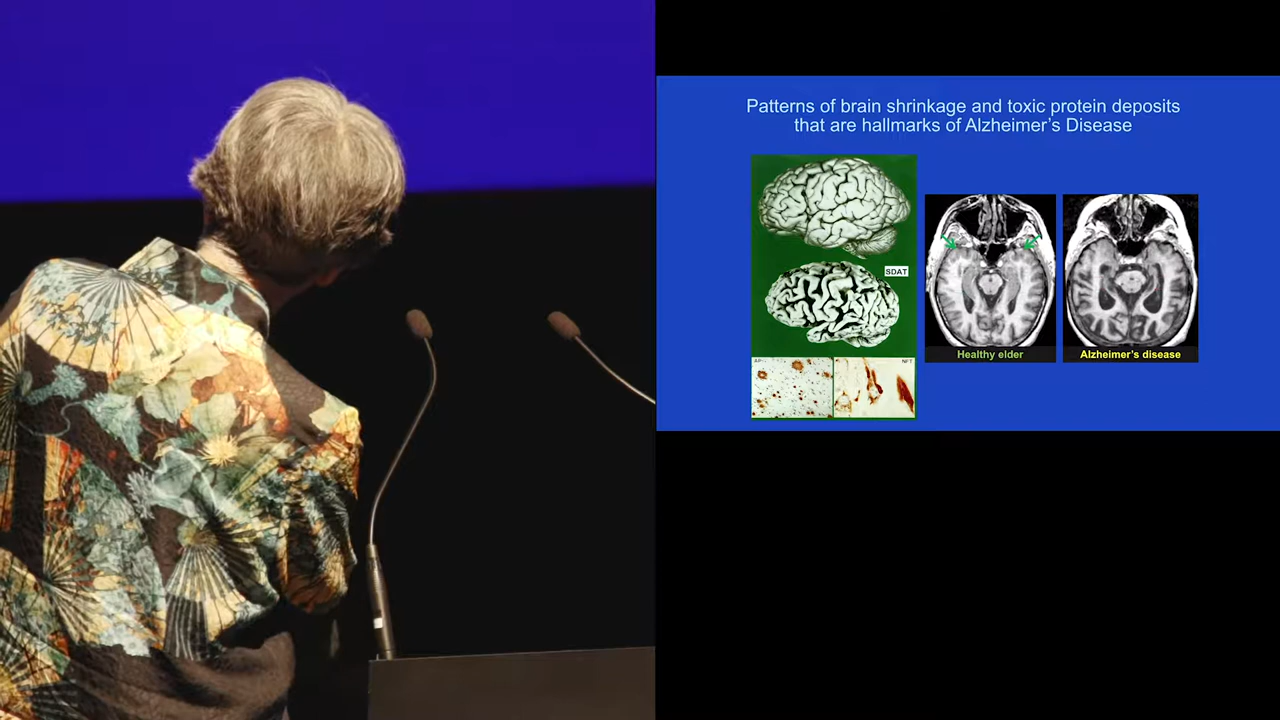 Patterns of brain shrinkage and toxic protein deposits
that are hallmarks of Alzheimer's Disease
SDAT
NFT
Healthy elder
Alzheimer's disease